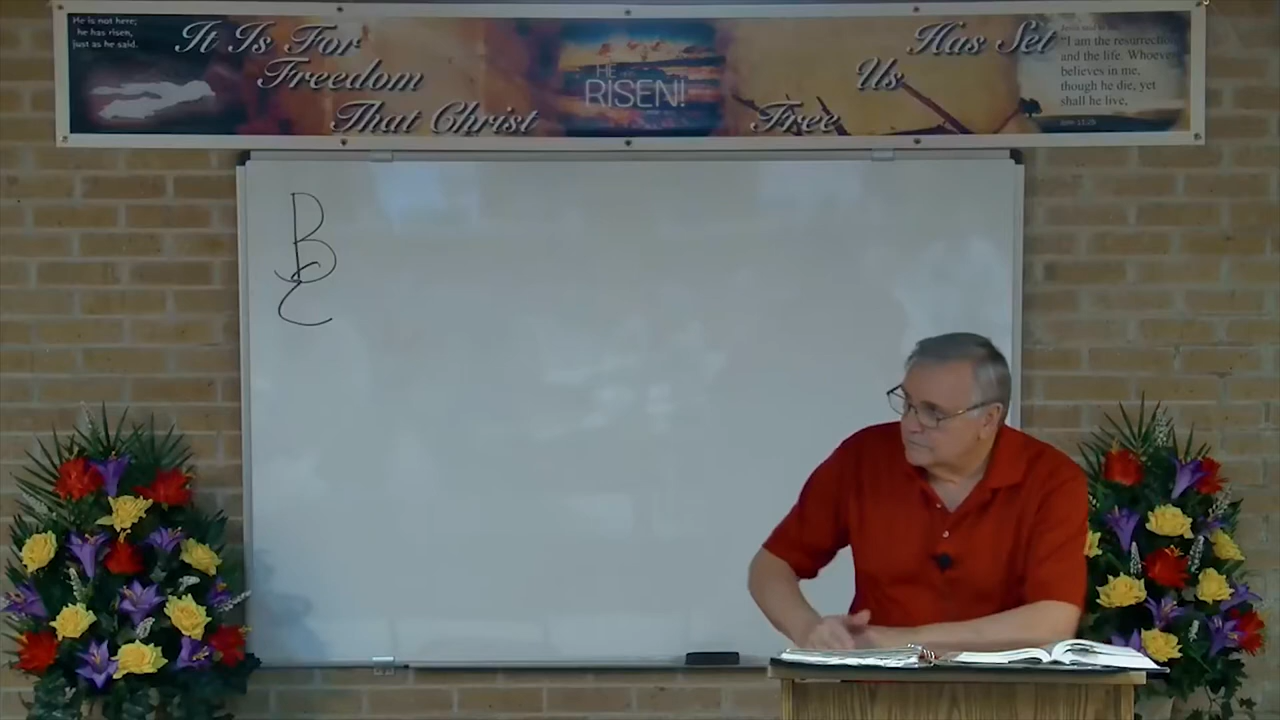 He is not here;
he has risen,
just as he said.
It Is For
Freedom
That Christ
HE
RISEN!
Has Set
Us
Free
"I am the resurrection
and the life. Whoever
believes in me,
though he die, yet
shall he live,
B